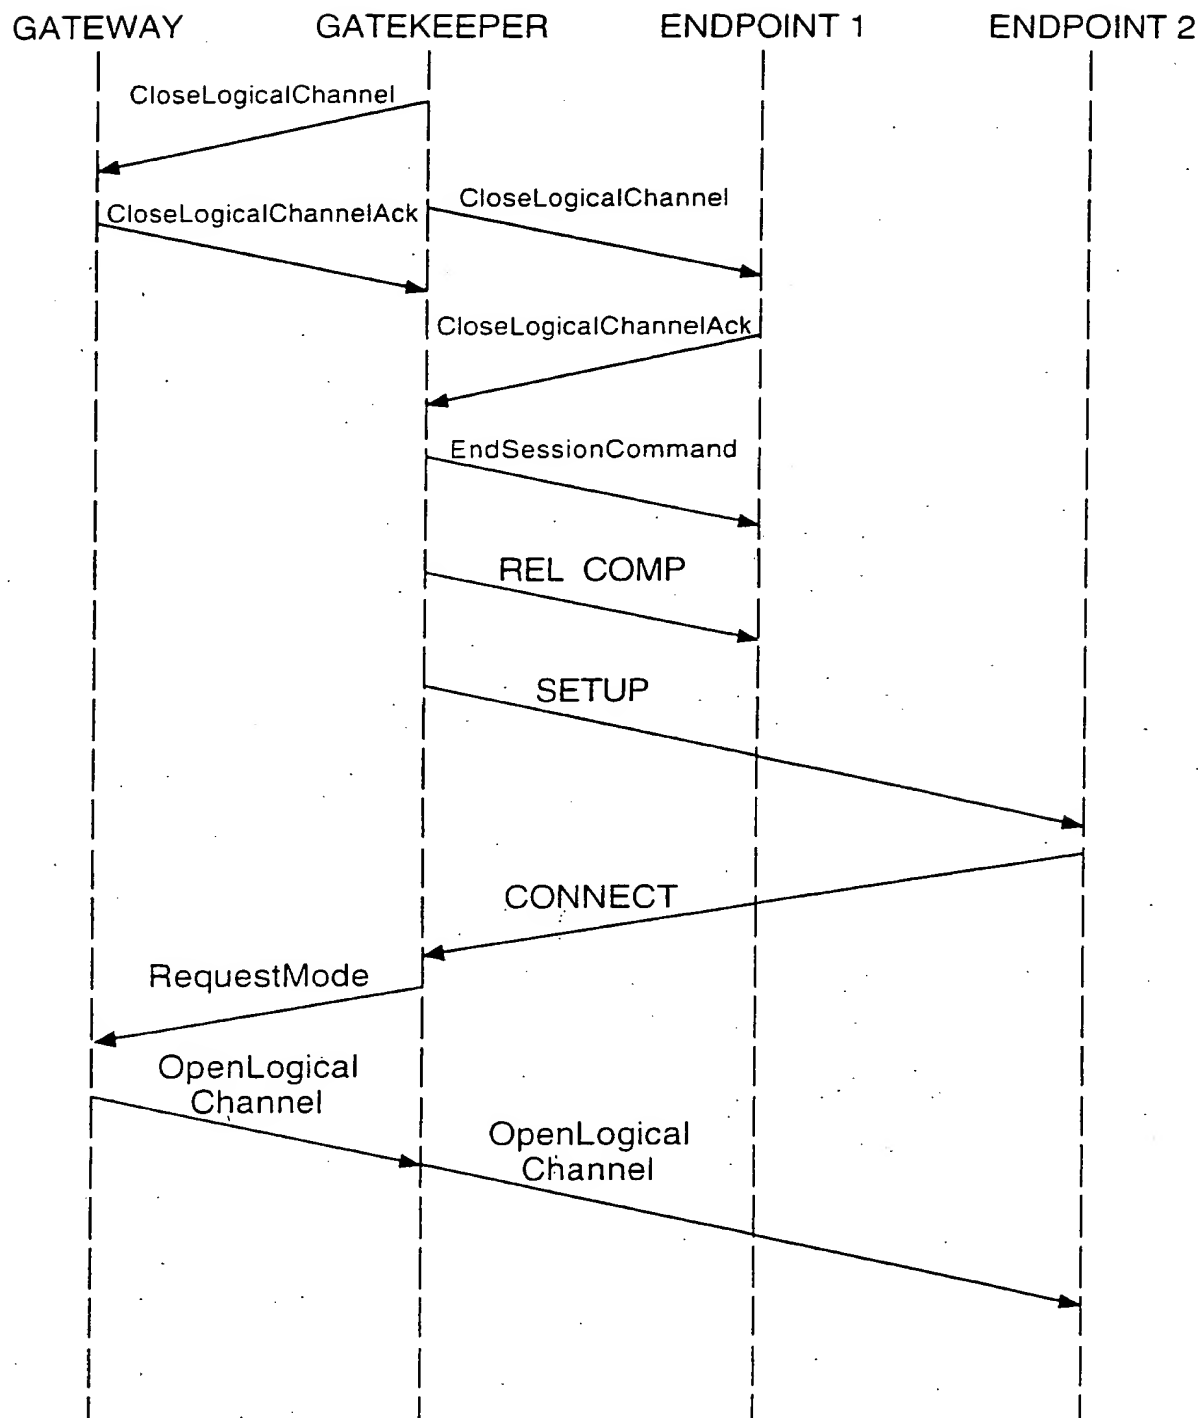 GATEWAY GATEKEEPER ENDPOINT 1 ENDPOINT 2
CloseLogicalChannel
CloseLogicalChannel
CloseLogicalChannelAck
CloseLogicalChannelAck
EndSessionCommand
REL COMP
SETUP
CONNECT
RequestMode
OpenLogical
Channel
OpenLogical
Channel